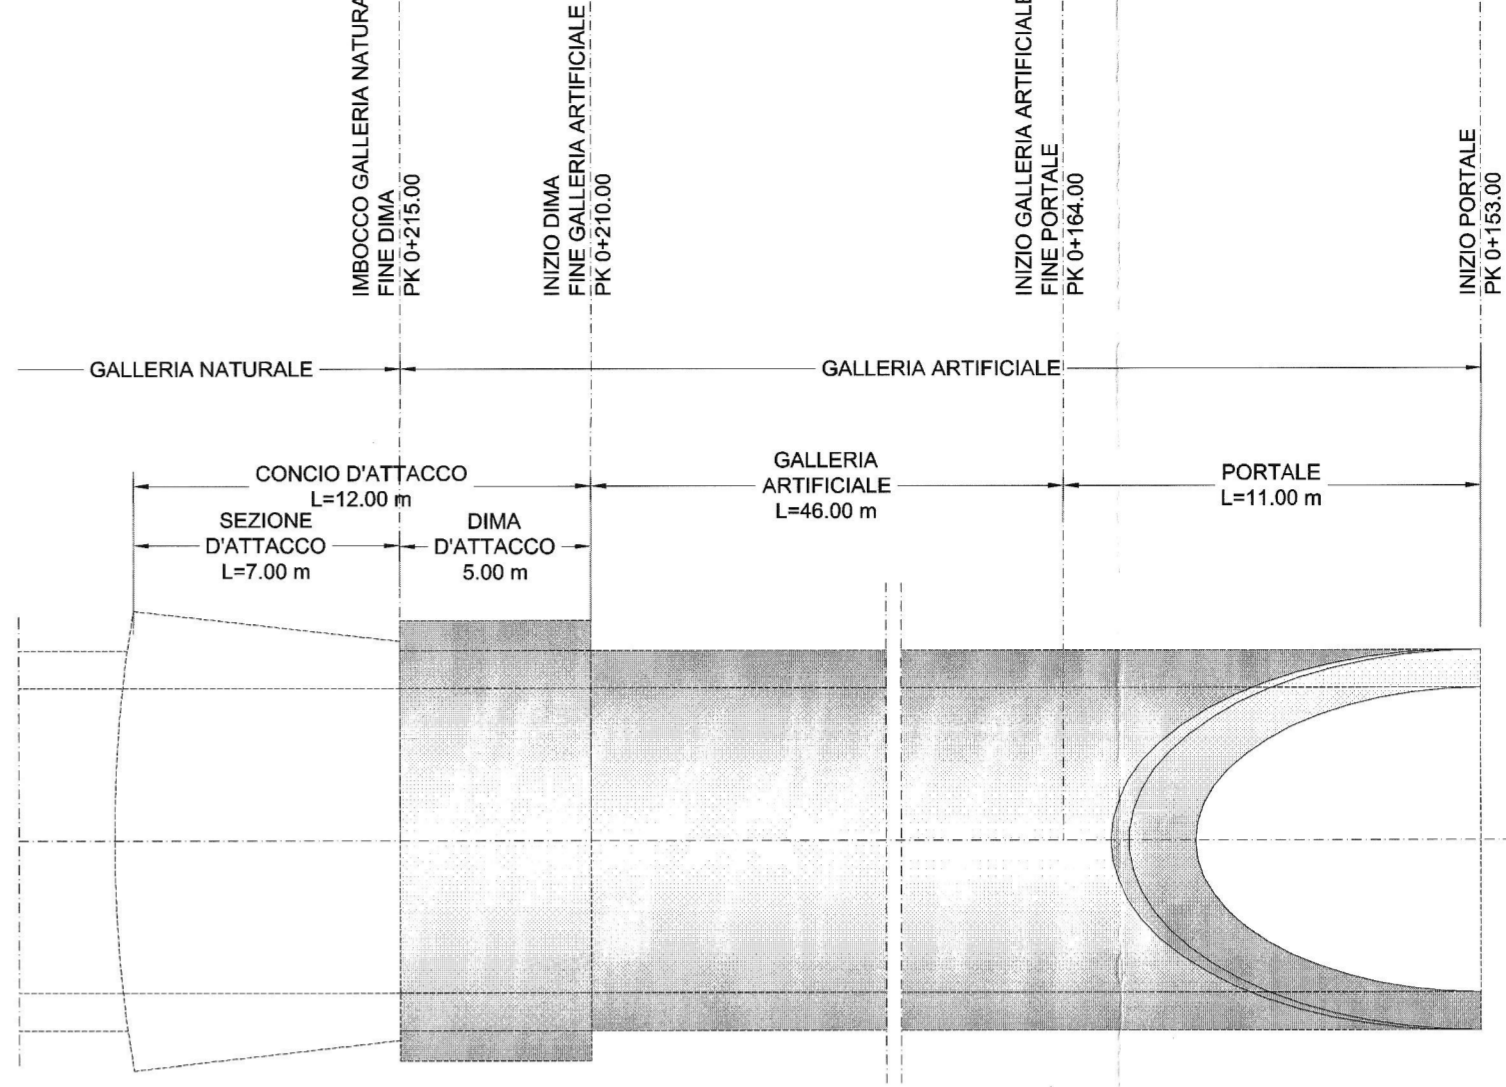 IMBOCCO GALLERIA
FINE DIMA
PK 0+215.00
INIZIO DIMA
FINE GALLERIA ARTIFICIALE
PK 0+210.00
INIZIO GALLERIA ARTIFICIALE
FINE PORTALE
PK 0+164.00
INIZIO PORTALE
PK 0+153.00
GALLERIA NATURALE
GALLERIA ARTIFICIALE
CONCIO D'ATTACCO
L=12.00 m
SEZIONE
D'ATTACCO
L=7.00 m
DIMA
D'ATTACCO
5.00 m
GALLERIA
ARTIFICIALE
L=46.00 m
PORTALE
L=11.00 m